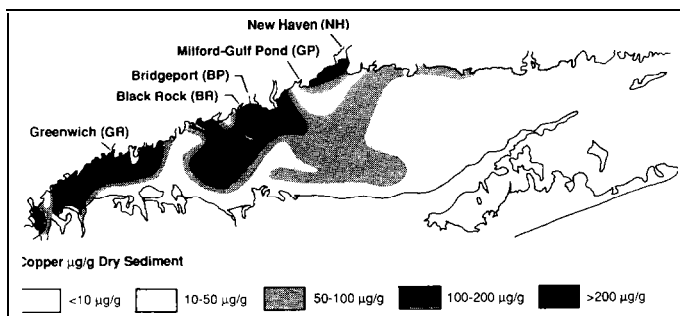 New Haven (NH)
Milford-Gulf Pond (GP)
Bridgeport (BP)
Black Rock (BR)
Greenwich (GR)
Copper µg/g Dry Sediment
<10 µg/g 10-50 µg/g 50-100 µg/g 100-200 µg/g >200 µg/g